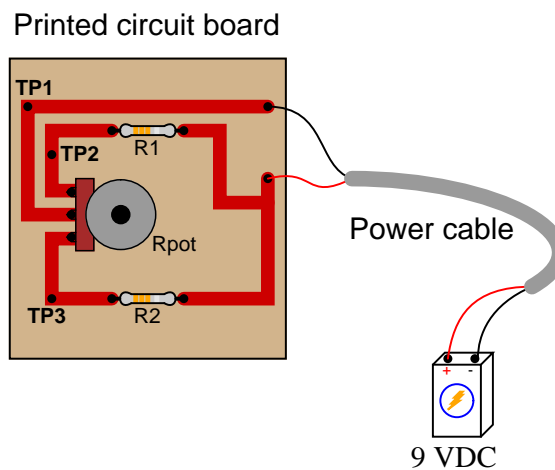 Printed circuit board
TP1
R1
TP2
Rpot
Power cable
TP3
R2
+ -
9 VDC